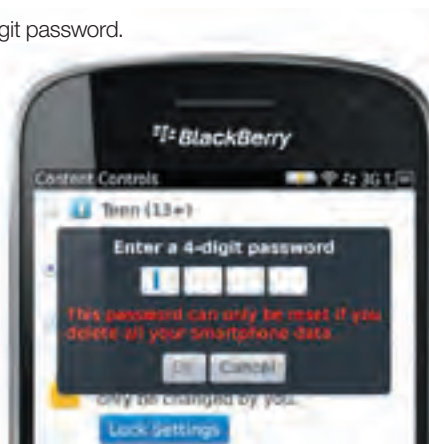 git password.
BlackBerry
Content Controls 3G
Teen (13+)
Enter a 4-digit password
This password can only be reset if you
delete all your smartphone data.
OK Cancel
only be changed by you.
Lock Settings